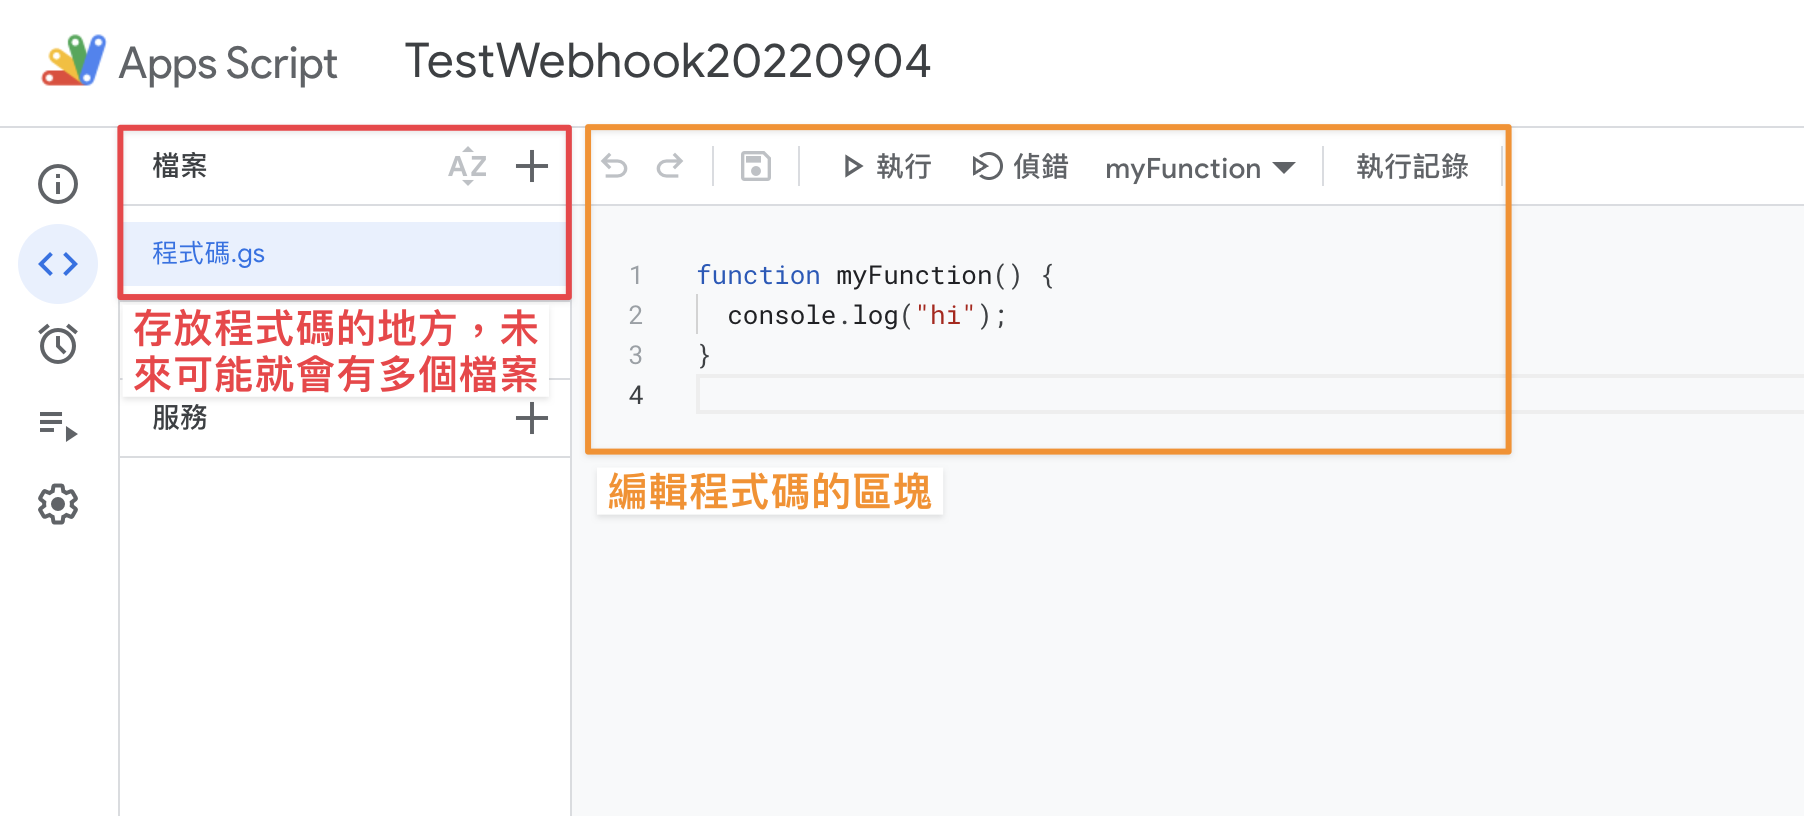 Apps Script TestWebhook20220904
檔案 AZ
程式碼.gs
存放程式碼的地方，未
來可能就會有多個檔案
服務
執行 偵錯 myFunction 執行記錄
1 function myFunction() {
2 console.log("hi");
3 }
4
編輯程式碼的區塊